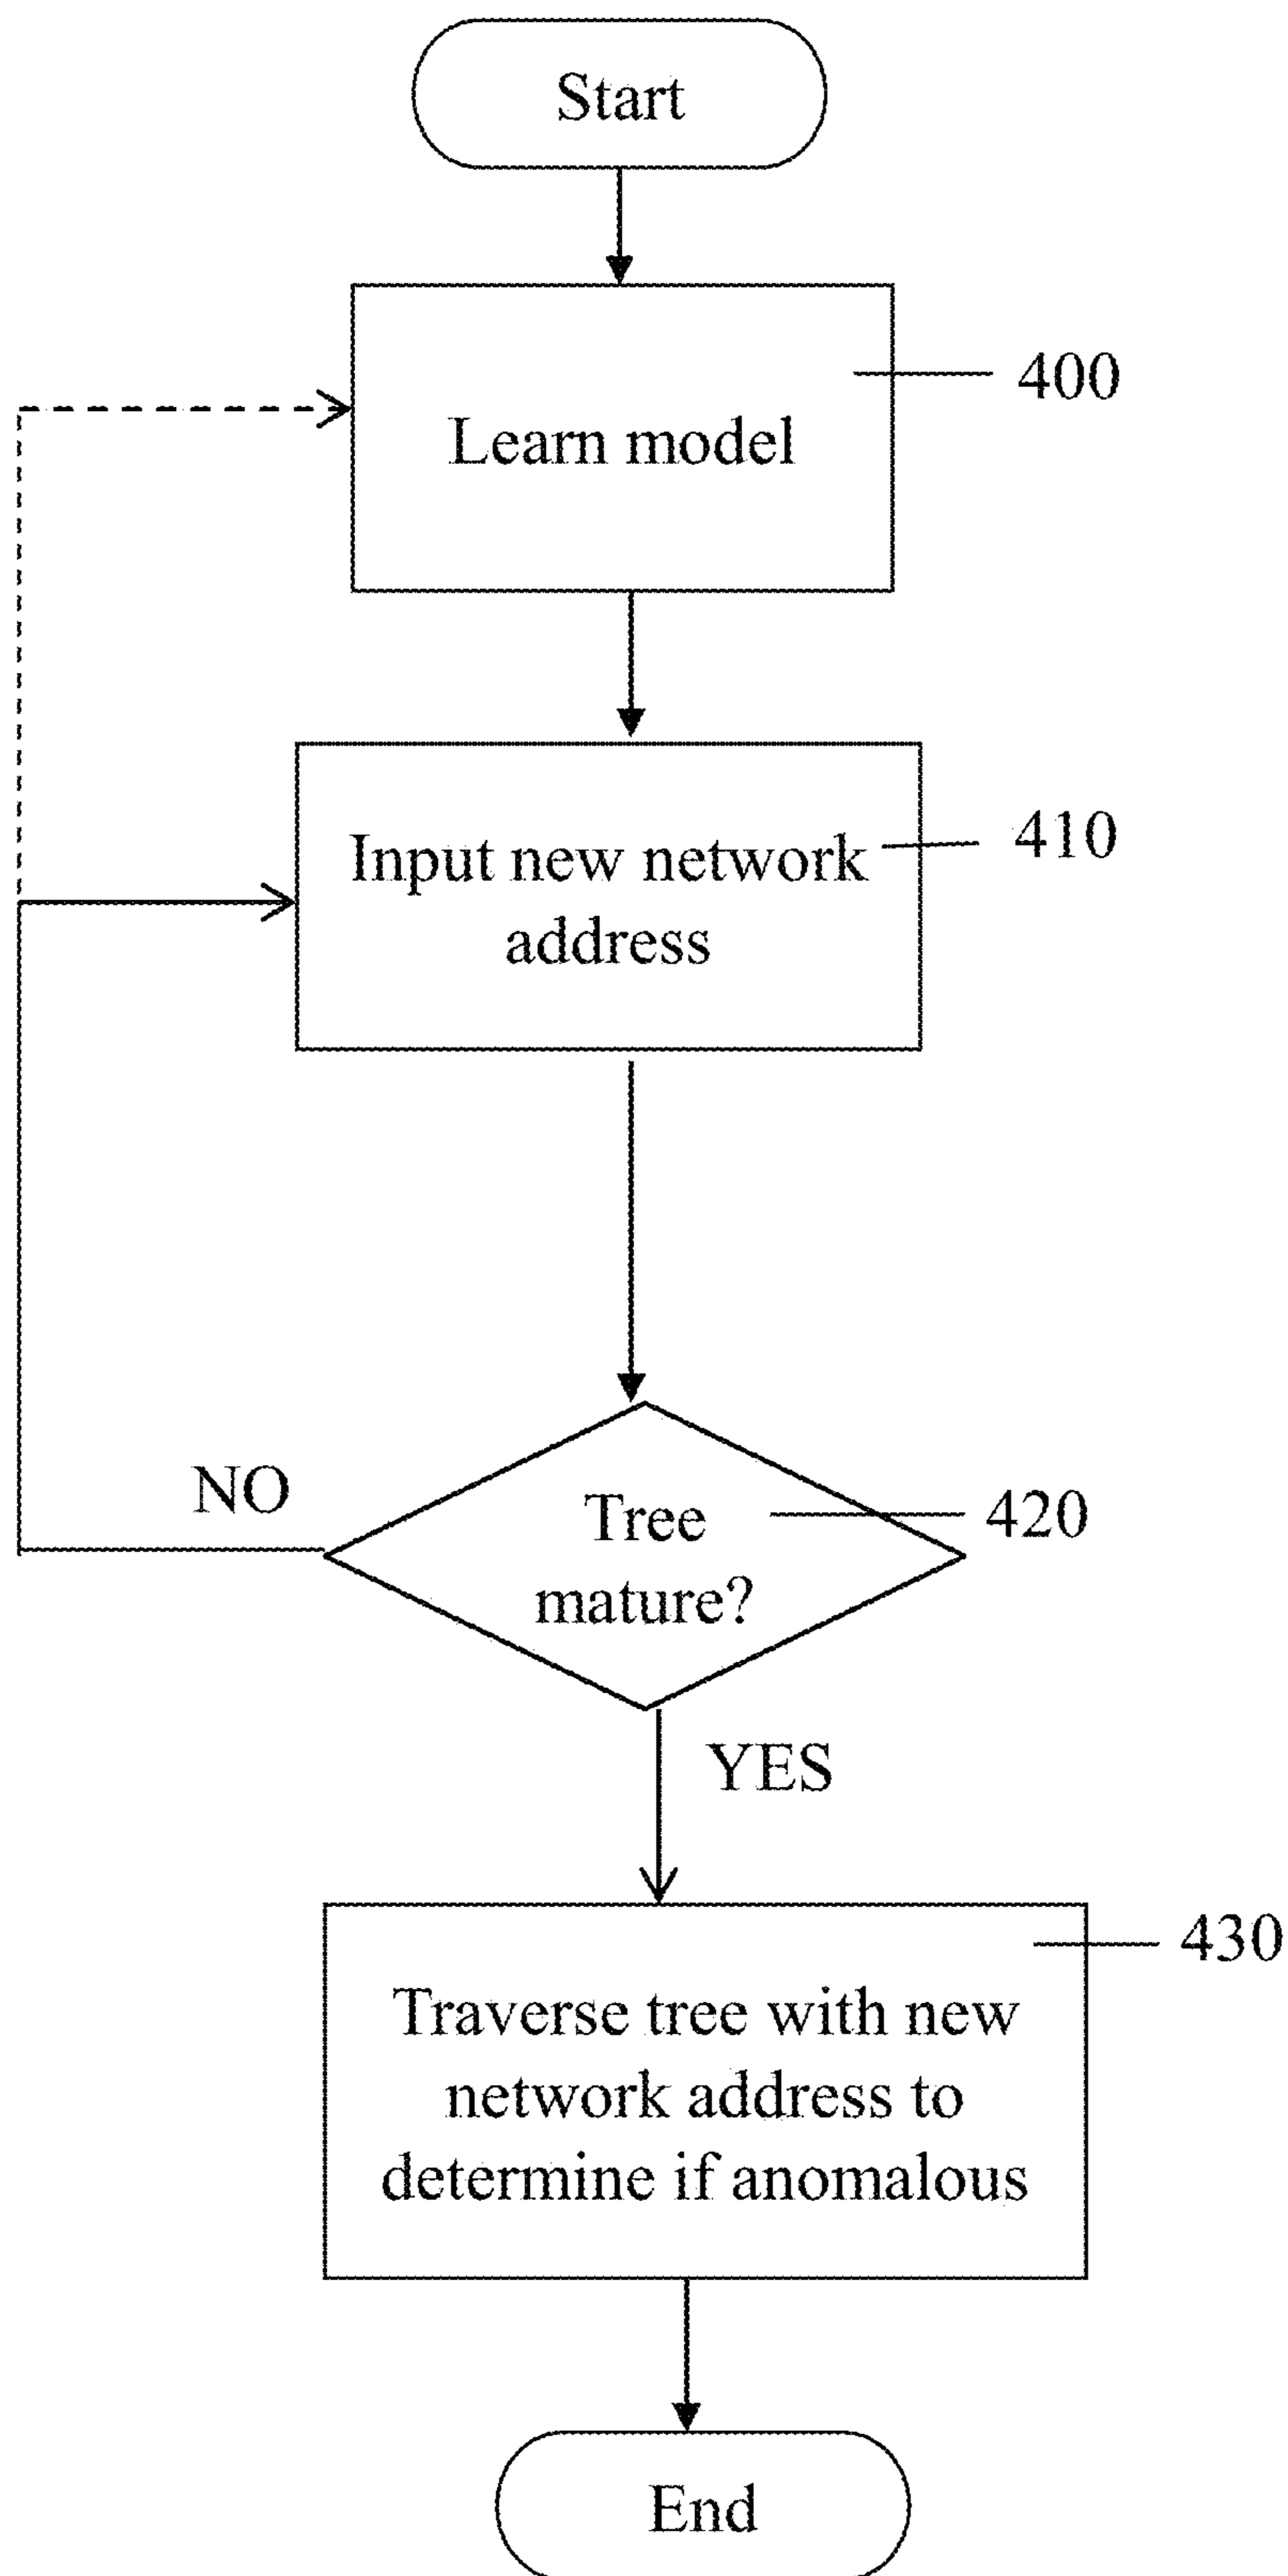 Start
400
Learn model
410
Input new network
address
NO
Tree
420
mature?
YES
430
Traverse tree with new
network address to
determine if anomalous
End